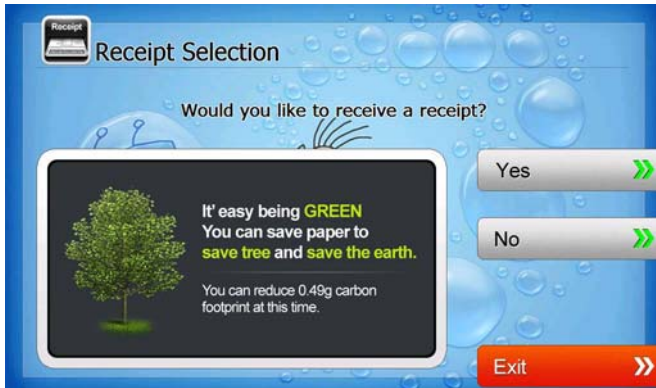 Receipt
Receipt Selection
Would you like to receive a receipt?
It' easy being GREEN
You can save paper to
save tree and save the earth.
You can reduce 0.49g carbon
footprint at this time.
Yes
No
Exit